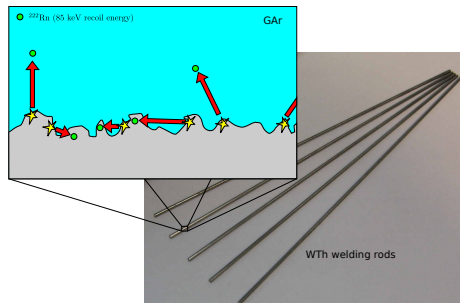 ²²²Rn (85 keV recoil energy)
GAr
WTh welding rods